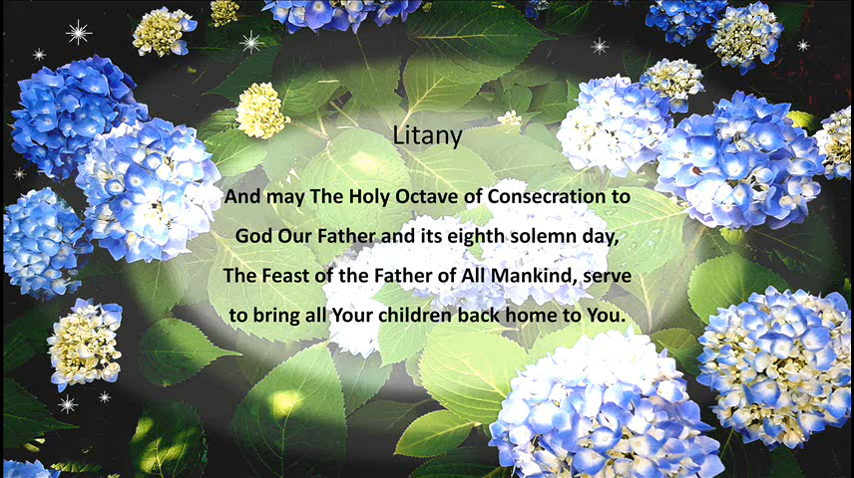 Litany
And may The Holy Octave of Consecration to
God Our Father and its eighth solemn day,
The Feast of the Father of All Mankind, serve
to bring all Your children back home to You.